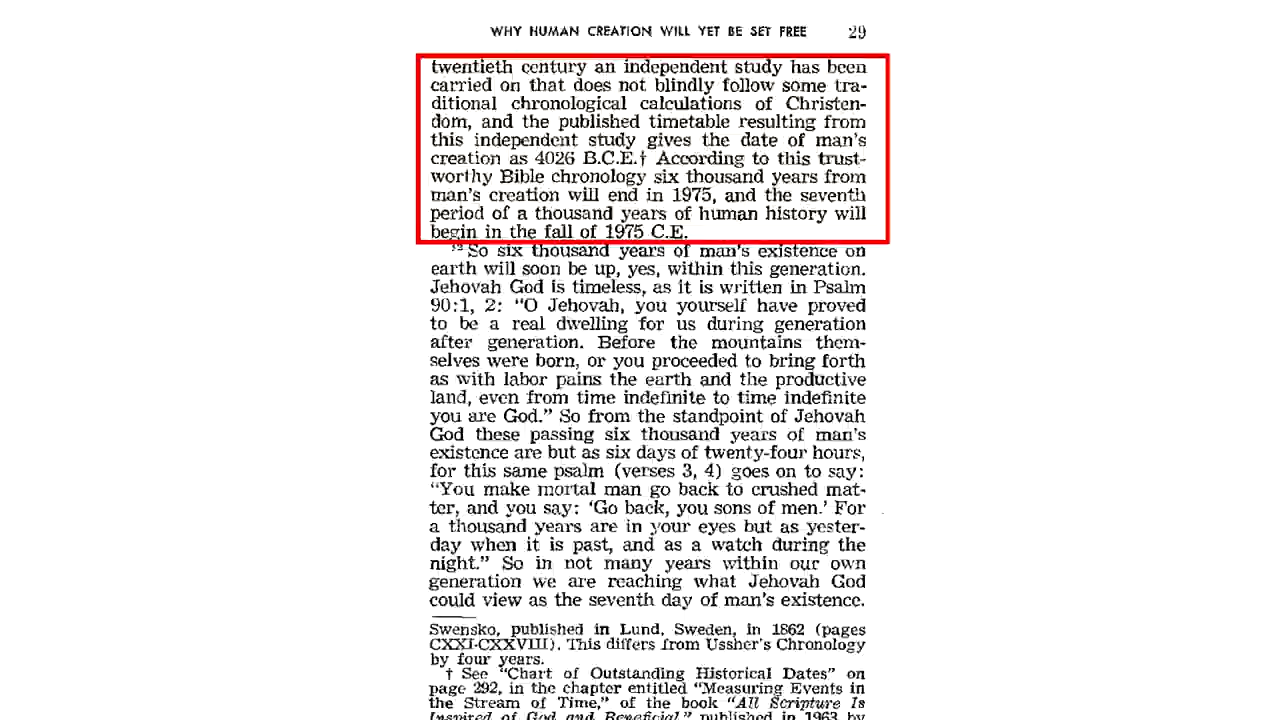 WHY HUMAN CREATION WILL YET BE SET FREE 29
twentieth century an independent study has been
carried on that does not blindly follow some tra-
ditional chronological calculations of Christen-
dom, and the published timetable resulting from
this independent study gives the date of man's
creation as 4026 B.C.E.† According to this trust-
worthy Bible chronology six thousand years from
man's creation will end in 1975, and the seventh
period of a thousand years of human history will
begin in the fall of 1975 C.E.
So six thousand years of man's existence on
earth will soon be up, yes, within this generation.
Jehovah God is timeless, as it is written in Psalm
90:1, 2: "O Jehovah, you yourself have proved
to be a real dwelling for us during generation
after generation. Before the mountains them-
selves were born, or you proceeded to bring forth
as with labor pains the earth and the productive
land, even from time indefinite to time indefinite
you are God." So from the standpoint of Jehovah
God these passing six thousand years of man's
existence are but as six days of twenty-four hours,
for this same psalm (verses 3, 4) goes on to say:
"You make mortal man go back to crushed mat-
ter, and you say: 'Go back, you sons of men.' For
a thousand years are in your eyes but as yester-
day when it is past, and as a watch during the
night." So in not many years within our own
generation we are reaching what Jehovah God
could view as the seventh day of man's existence.
Swensko, published in Lund, Sweden, in 1862 (pages
CXXI-CXXVIII). This differs from Ussher's Chronology
by four years.
† See "Chart of Outstanding Historical Dates" on
page 292, in the chapter entitled "Measuring Events in
the Stream of Time," of the book "All Scripture Is
Inspired of God and Beneficial," published in 1963 by